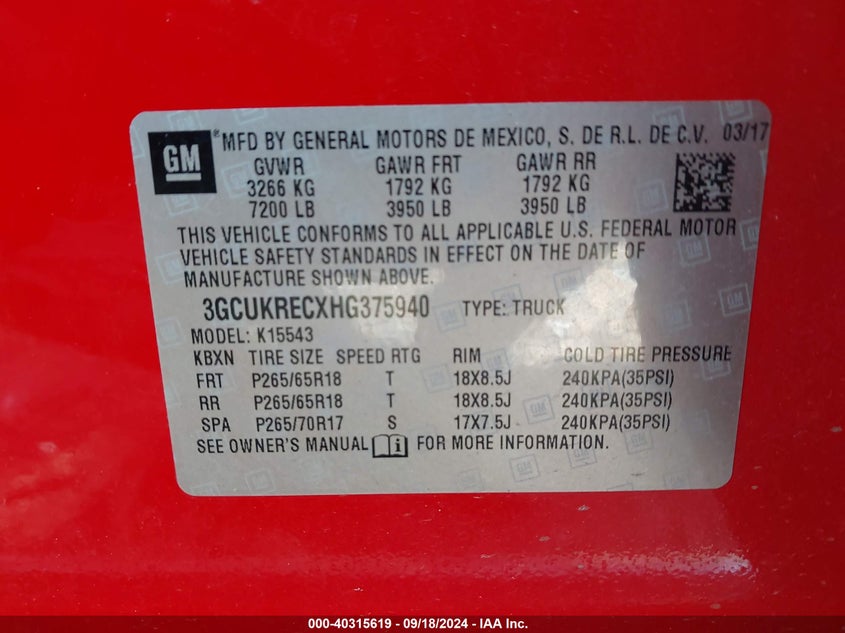 GM
® MFD BY GENERAL MOTORS DE MEXICO, S. DE R.L. DE C.V. 03/17
GVWR GAWR FRT GAWR RR
3266 KG 1792 KG 1792 KG
7200 LB 3950 LB 3950 LB
THIS VEHICLE CONFORMS TO ALL APPLICABLE U.S. FEDERAL MOTOR
VEHICLE SAFETY STANDARDS IN EFFECT ON THE DATE OF
MANUFACTURE SHOWN ABOVE.
3GCUKRECXHG375940 TYPE: TRUCK
MODEL: K15543
KBXN TIRE SIZE SPEED RTG RIM COLD TIRE PRESSURE
FRT P265/65R18 T 18X8.5J 240KPA(35PSI)
RR P265/65R18 T 18X8.5J 240KPA(35PSI)
SPA P265/70R17 S 17X7.5J 240KPA(35PSI)
SEE OWNER'S MANUAL FOR MORE INFORMATION.
000-40315619 - 09/18/2024 - IAA Inc.